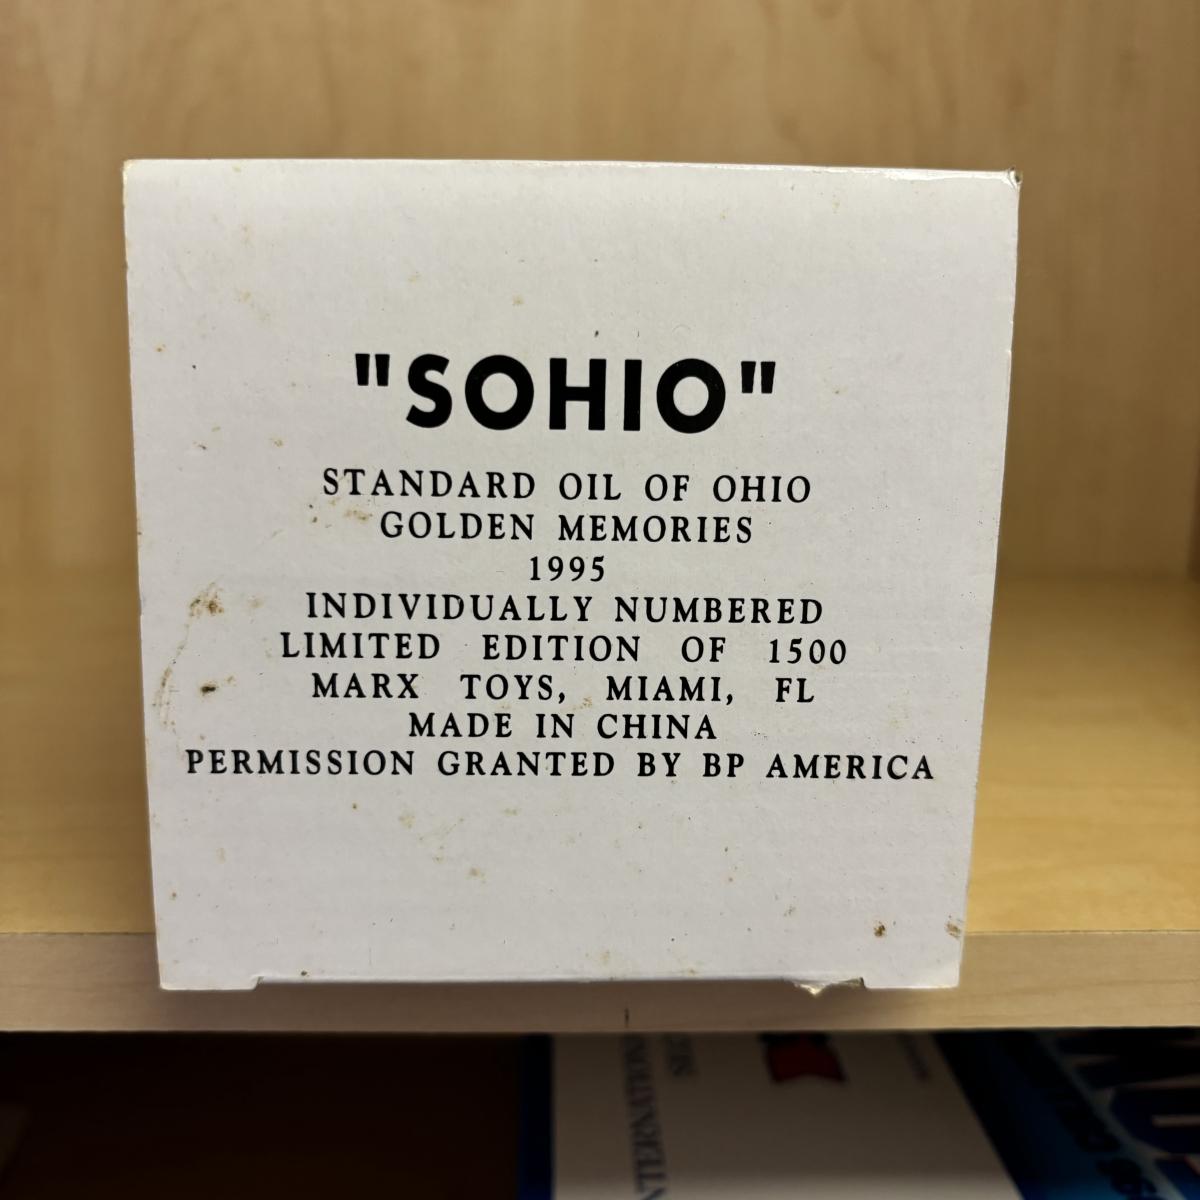 "SOHIO"
STANDARD OIL OF OHIO
GOLDEN MEMORIES
1995
INDIVIDUALLY NUMBERED
LIMITED EDITION OF 1500
MARX TOYS, MIAMI, FL
MADE IN CHINA
PERMISSION GRANTED BY BP AMERICA